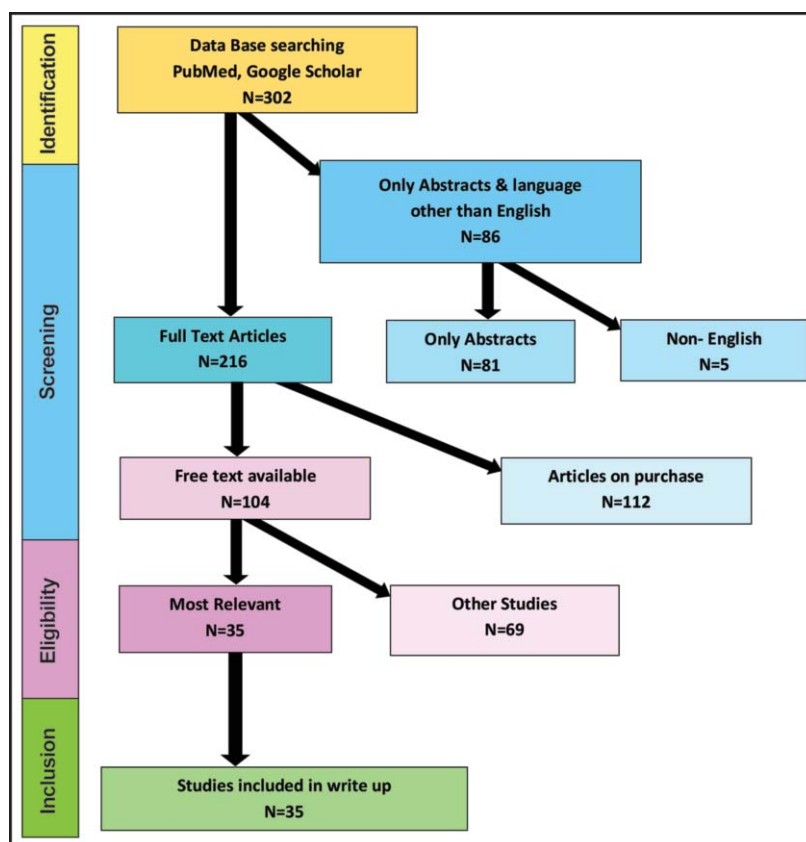 Identification
Data Base searching
PubMed, Google Scholar
N=302
Screening
Only Abstracts & language
other than English
N=86
Full Text Articles
N=216
Only Abstracts
N=81
Non- English
N=5
Free text available
N=104
Articles on purchase
N=112
Eligibility
Most Relevant
N=35
Other Studies
N=69
Inclusion
Studies included in write up
N=35